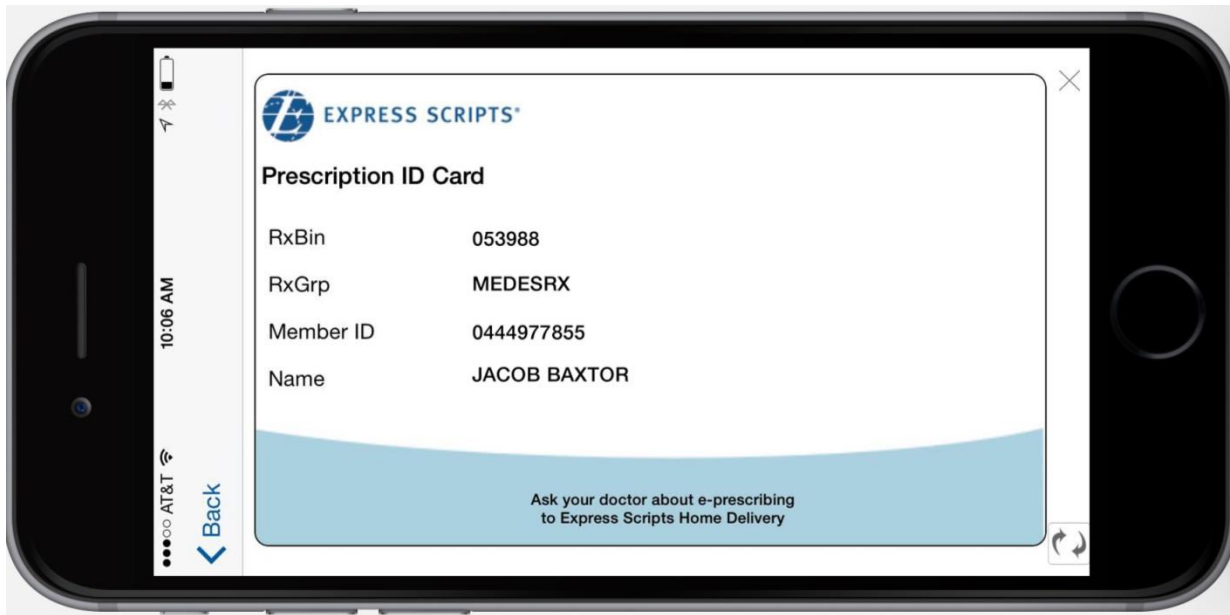 EXPRESS SCRIPTS®
Prescription ID Card
RxBin 053988
RxGrp MEDESRX
Member ID 0444977855
Name JACOB BAXTOR
Ask your doctor about e-prescribing
to Express Scripts Home Delivery
AT&T 10:06 AM
Back